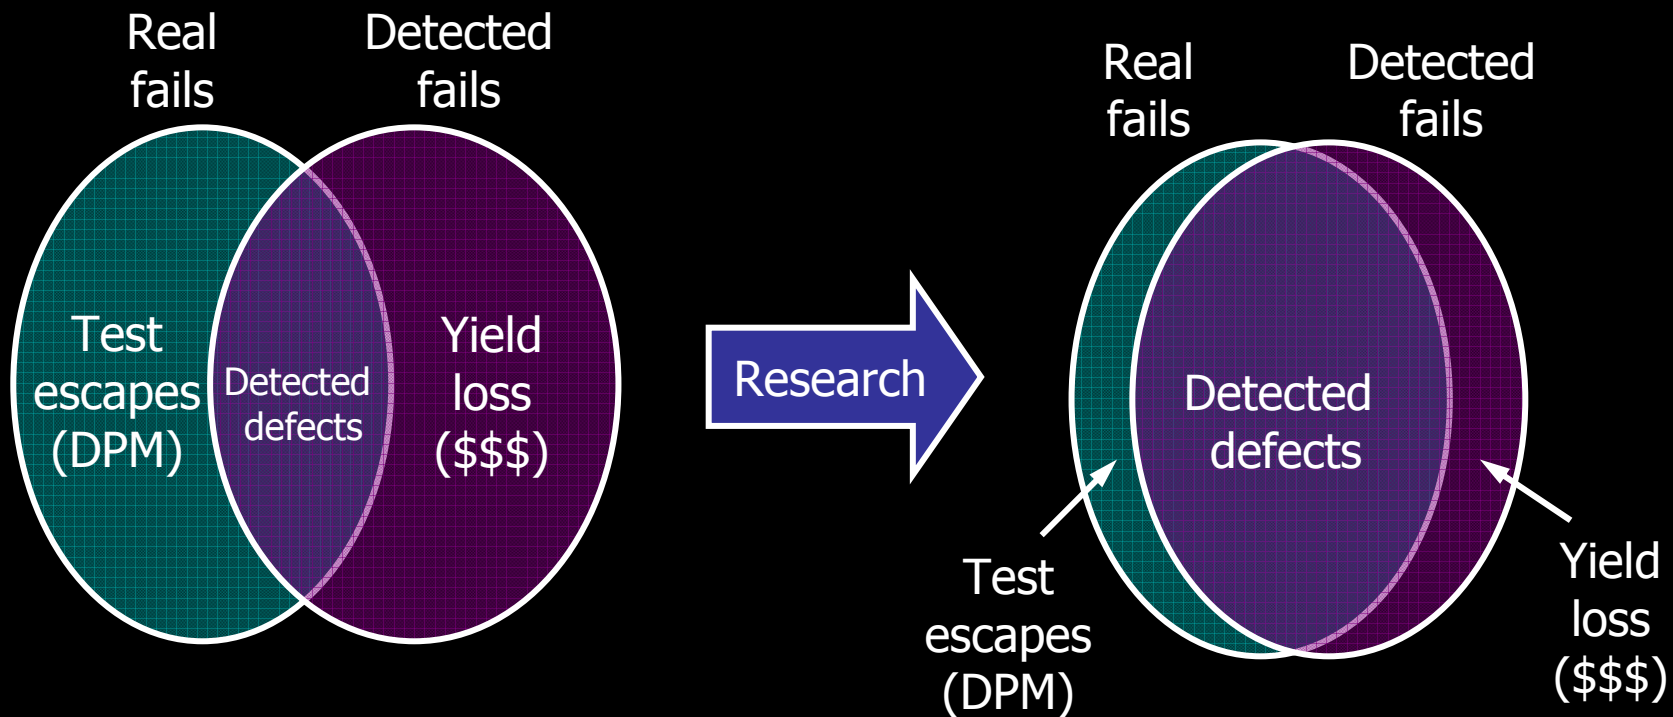 Real
fails
Detected
fails
Test
escapes
(DPM)
Detected
defects
Yield
loss
($$$)
Research
Real
fails
Detected
fails
Detected
defects
Test
escapes
(DPM)
Yield
loss
($$$)